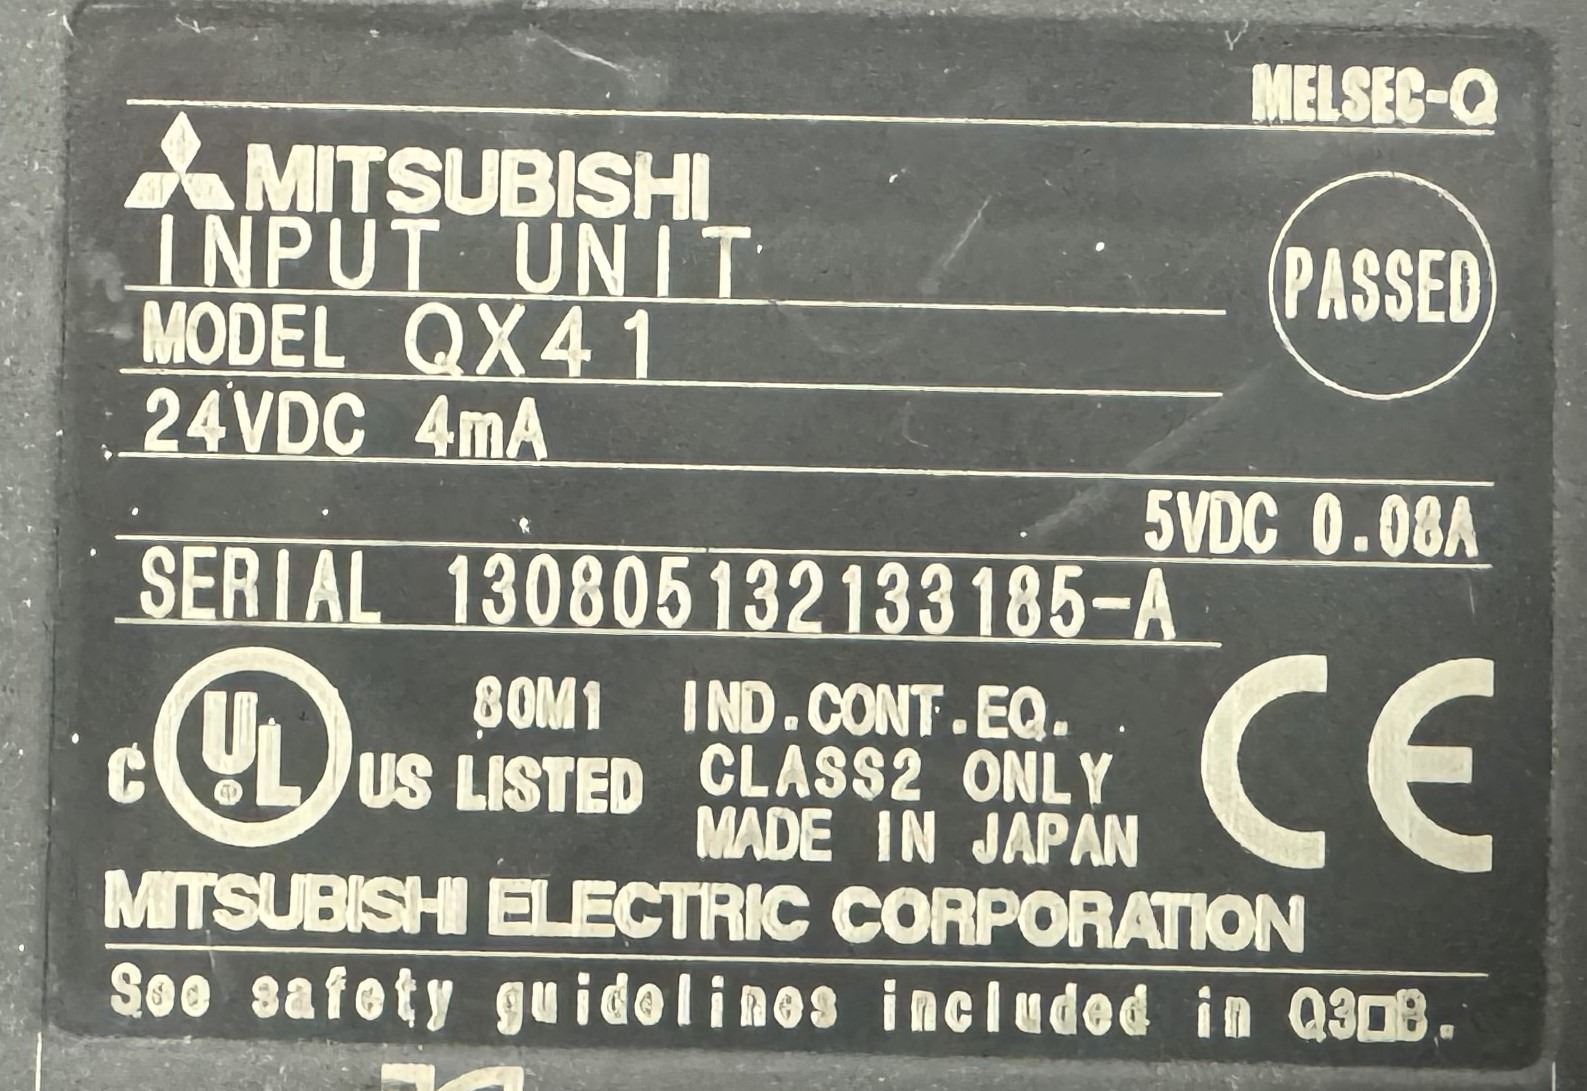 MELSEC-Q
MITSUBISHI
INPUT UNIT
PASSED
MODEL QX41
24VDC 4mA
5VDC 0.08A
SERIAL 130805132133185-A
C UL US LISTED
80M1 IND.CONT.EQ.
CLASS2 ONLY
MADE IN JAPAN
CE
MITSUBISHI ELECTRIC CORPORATION
See safety guidelines included in Q3□B.